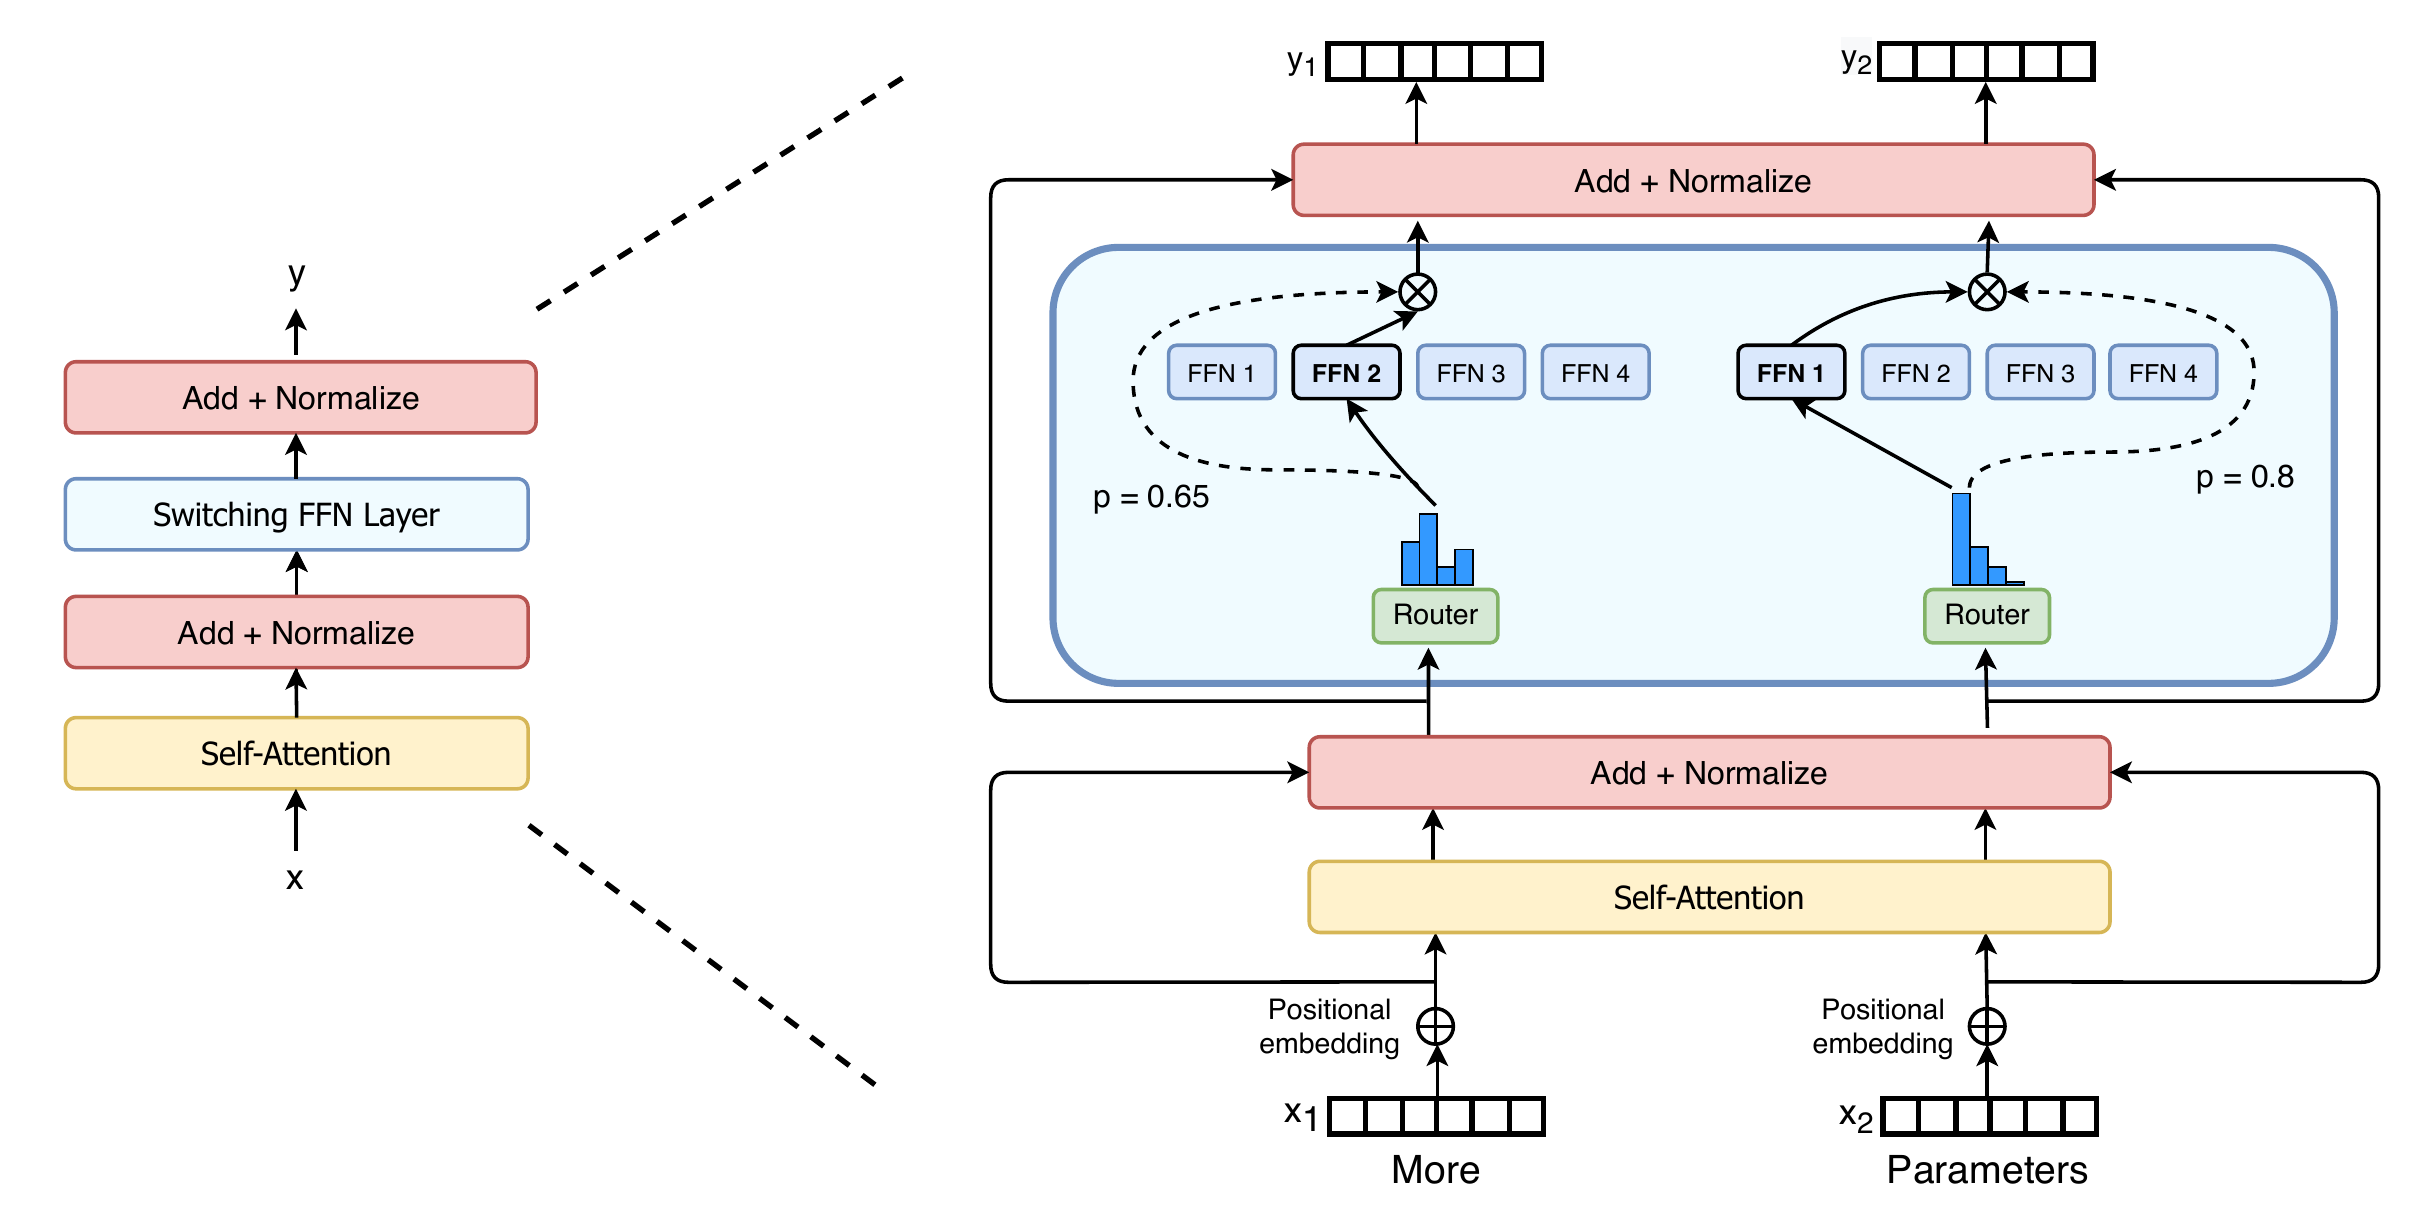 y
Add + Normalize
Switching FFN Layer
Add + Normalize
Self-Attention
x
y1
y2
Add + Normalize
FFN 1
FFN 2
FFN 3
FFN 4
FFN 1
FFN 2
FFN 3
FFN 4
p = 0.65
p = 0.8
Router
Router
Add + Normalize
Self-Attention
Positional
embedding
Positional
embedding
x1
x2
More
Parameters